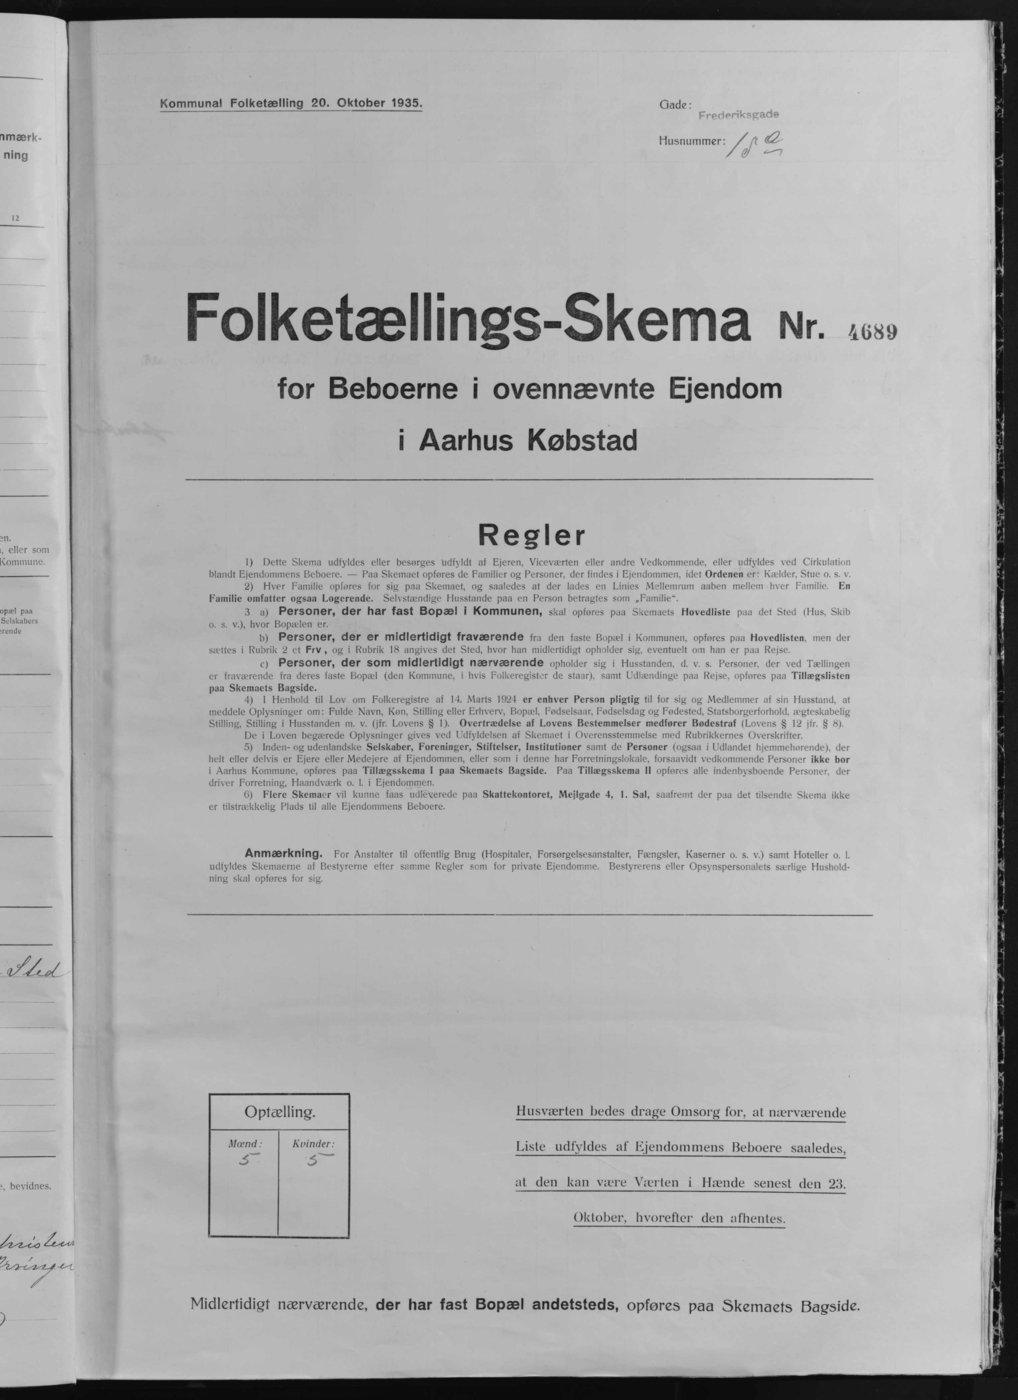 nmærk-
ning
12
en.
, eller som
Kommune.
opæl paa
Selskabers
erende
Sted
e, bevidnes.
Kommunal Folketælling 20. Oktober 1935.
Gade:
Frederiksgade
Husnummer: 18 a
Folketællings-Skema Nr. 4689
for Beboerne i ovennævnte Ejendom
i Aarhus Købstad
Regler
1) Dette Skema udfyldes eller besørges udfyldt af Ejeren, Viceværten eller andre Vedkommende, eller udfyldes ved Cirkulation
blandt Ejendommens Beboere. — Paa Skemaet opføres de Familier og Personer, der findes i Ejendommen, idet Ordenen er: Kælder, Stue o. s. v.
2) Hver Familie opføres for sig paa Skemaet, og saaledes at der lades en Linies Mellemrum aaben mellem hver Familie. En
Familie omfatter ogsaa Logerende. Selvstændige Husstande paa en Person betragtes som „Familie“.
3 a) Personer, der har fast Bopæl i Kommunen, skal opføres paa Skemaets Hovedliste paa det Sted (Hus, Skib
o. s. v.), hvor Bopælen er.
b) Personer, der er midlertidigt fraværende fra den faste Bopæl i Kommunen, opføres paa Hovedlisten, men der
sættes i Rubrik 2 et Frv, og i Rubrik 18 angives det Sted, hvor han midlertidigt opholder sig, eventuelt om han er paa Rejse.
c) Personer, der som midlertidigt nærværende opholder sig i Husstanden, d. v. s. Personer, der ved Tællingen
er fraværende fra deres faste Bopæl (den Kommune, i hvis Folkeregister de staar), samt Udlændinge paa Rejse, opføres paa Tillægslisten
paa Skemaets Bagside.
4) I Henhold til Lov om Folkeregistre af 14. Marts 1924 er enhver Person pligtig til for sig og Medlemmer af sin Husstand, at
meddele Oplysninger om: Fulde Navn, Køn, Stilling eller Erhverv, Bopæl, Fødselsaar, Fødselsdag og Fødested, Statsborgerforhold, ægteskabelig
Stilling, Stilling i Husstanden m. v. (jfr. Lovens § 1). Overtrædelse af Lovens Bestemmelser medfører Bødestraf (Lovens § 12 jfr. § 8).
De i Loven begærede Oplysninger gives ved Udfyldelsen af Skemaet i Overensstemmelse med Rubrikkernes Overskrifter.
5) Inden- og udenlandske Selskaber, Foreninger, Stiftelser, Institutioner samt de Personer (ogsaa i Udlandet hjemmehørende), der
helt eller delvis er Ejere eller Medejere af Ejendommen, eller som i denne har Forretningslokale, forsaavidt vedkommende Personer ikke bor
i Aarhus Kommune, opføres paa Tillægsskema I paa Skemaets Bagside. Paa Tillægsskema II opføres alle indenbysboende Personer, der
driver Forretning, Haandværk o. l. i Ejendommen.
6) Flere Skemaer vil kunne faas udleverede paa Skattekontoret, Mejlgade 4, 1. Sal, saafremt der paa det tilsendte Skema ikke
er tilstrækkelig Plads til alle Ejendommens Beboere.
Anmærkning. For Anstalter til offentlig Brug (Hospitaler, Forsørgelsesanstalter, Fængsler, Kaserner o. s. v.) samt Hoteller o. l.
udfyldes Skemaerne af Bestyrerne efter samme Regler som for private Ejendomme. Bestyrerens eller Opsynspersonalets særlige Hushold-
ning skal opføres for sig.
Optælling.
Mænd: Kvinder:
5 5
Husværten bedes drage Omsorg for, at nærværende
Liste udfyldes af Ejendommens Beboere saaledes,
at den kan være Værten i Hænde senest den 23.
Oktober, hvorefter den afhentes.
Midlertidigt nærværende, der har fast Bopæl andetsteds, opføres paa Skemaets Bagside.